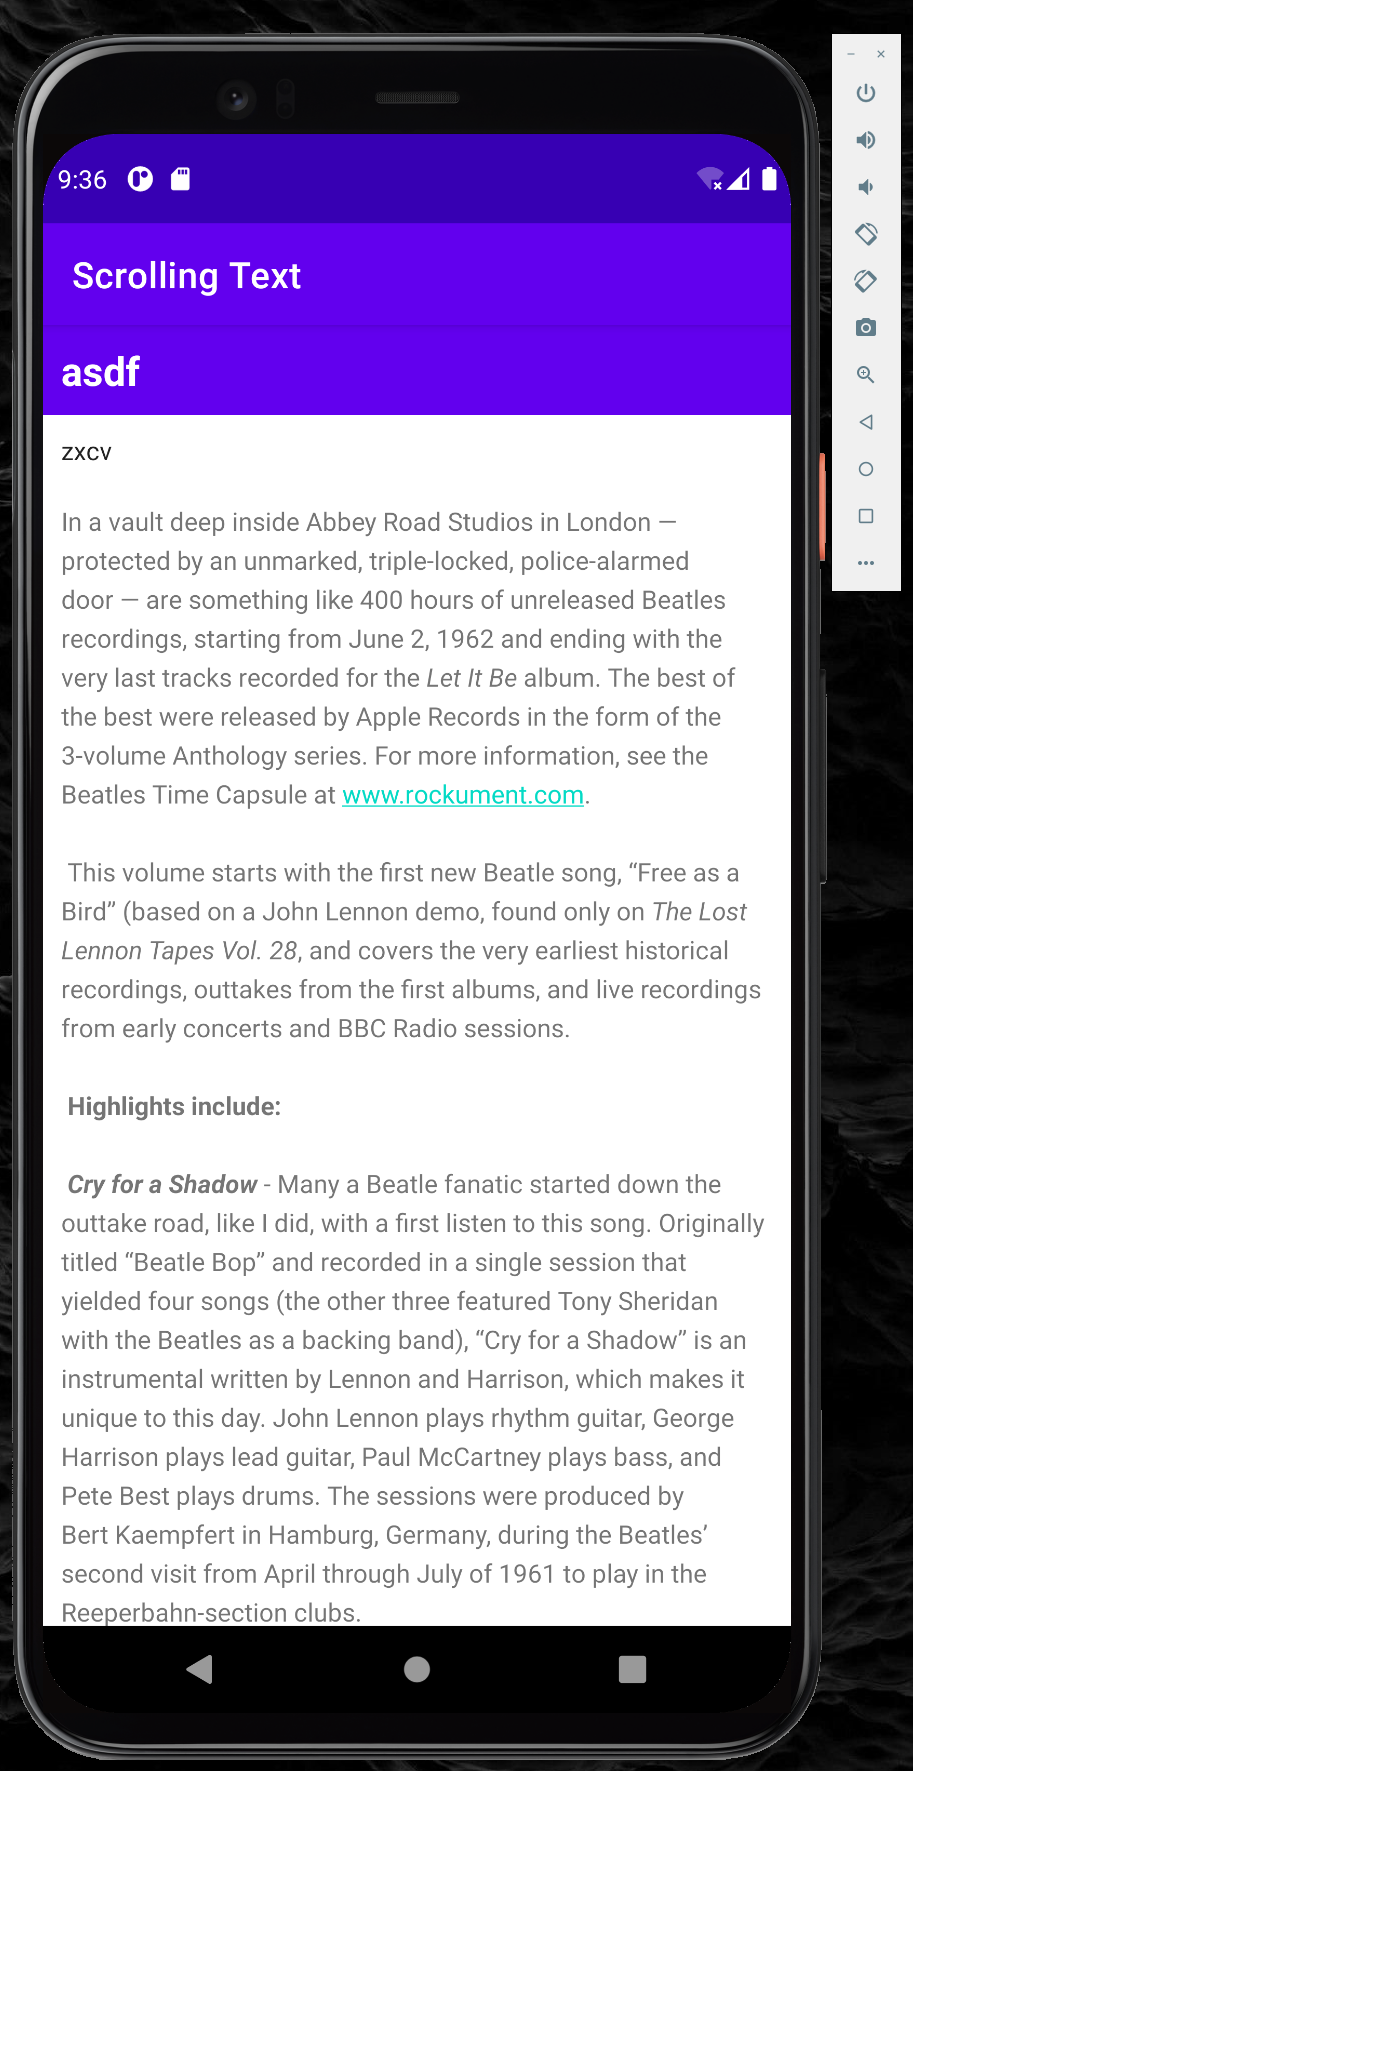 9:36
Scrolling Text
asdf
zxcv
In a vault deep inside Abbey Road Studios in London —
protected by an unmarked, triple-locked, police-alarmed
door — are something like 400 hours of unreleased Beatles
recordings, starting from June 2, 1962 and ending with the
very last tracks recorded for the Let It Be album. The best of
the best were released by Apple Records in the form of the
3-volume Anthology series. For more information, see the
Beatles Time Capsule at www.rockument.com.
This volume starts with the first new Beatle song, “Free as a
Bird” (based on a John Lennon demo, found only on The Lost
Lennon Tapes Vol. 28, and covers the very earliest historical
recordings, outtakes from the first albums, and live recordings
from early concerts and BBC Radio sessions.
Highlights include:
Cry for a Shadow - Many a Beatle fanatic started down the
outtake road, like I did, with a first listen to this song. Originally
titled “Beatle Bop” and recorded in a single session that
yielded four songs (the other three featured Tony Sheridan
with the Beatles as a backing band), “Cry for a Shadow” is an
instrumental written by Lennon and Harrison, which makes it
unique to this day. John Lennon plays rhythm guitar, George
Harrison plays lead guitar, Paul McCartney plays bass, and
Pete Best plays drums. The sessions were produced by
Bert Kaempfert in Hamburg, Germany, during the Beatles’
second visit from April through July of 1961 to play in the
Reeperbahn-section clubs.